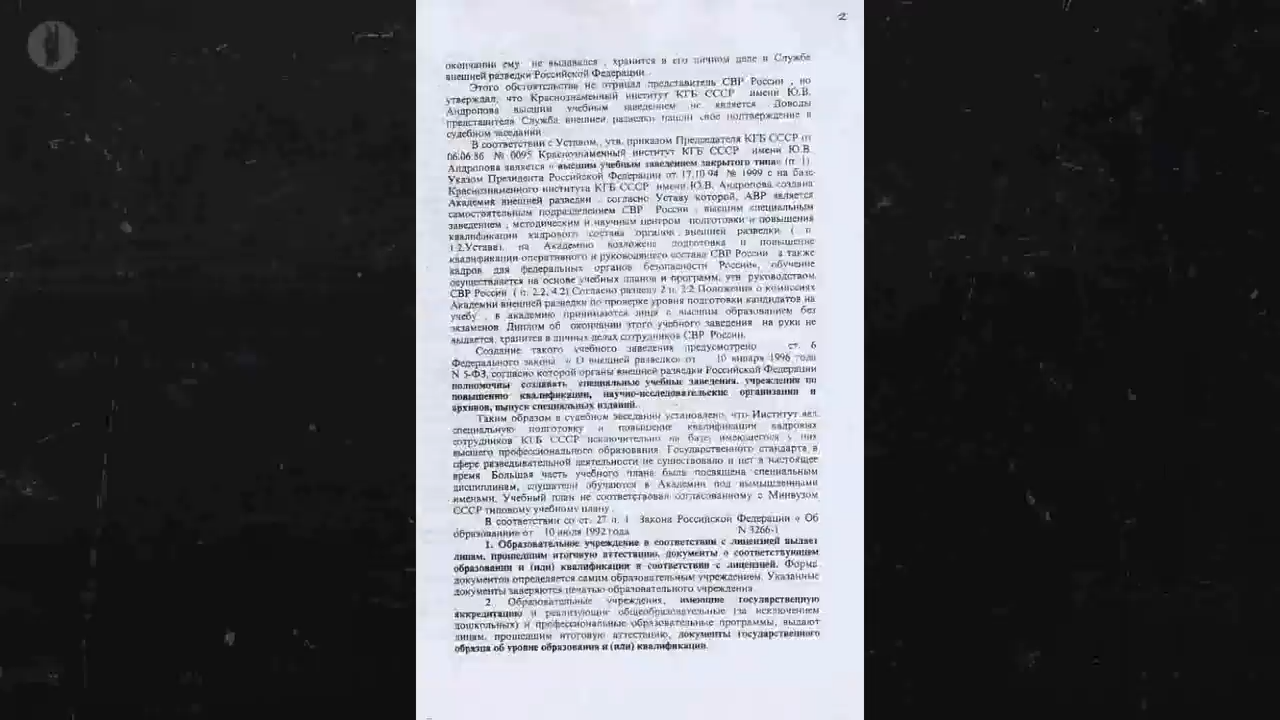 2
окончании ему не выдавался , хранится в его личном деле в Службе
внешней разведки Российской Федерации .
Этого обстоятельства не отрицал представитель СВР России , но
утверждал, что Краснознаменный институт КГБ СССР имени Ю.В.
Андропова высшим учебным заведением не является. Доводы
представителя Службы внешней разведки нашли свое подтверждение в
судебном заседании
В соответствии с Уставом, утв. приказом Председателя КГБ СССР от
06.06.86 № 0095 Краснознаменный институт КГБ СССР имени Ю.В.
Андропова является « высшим учебным заведением закрытого типа» (п. 1)
Указом Президента Российской Федерации от 17.10.94 № 1999 с на базе
Краснознаменного института КГБ СССР имени Ю.В. Андропова создана
Академия внешней разведки . согласно Уставу которой, АВР является
самостоятельным подразделением СВР России , высшим специальным
заведением , методическим и научным центром подготовки и повышения
квалификации кадрового состава органов внешней разведки ( п.
1.2.Устава), на Академию возложена подготовка и повышение
квалификации оперативного и руководящего состава СВР России а также
кадров для федеральных органов безопасности России, обучение
осуществляется на основе учебных планов и программ, утв. руководством
СВР России ( п. 2.2, 4.2) Согласно разделу 2 п. 2.2 Положения о комиссиях
Академии внешней разведки по проверке уровня подготовки кандидатов на
учебу , в академию принимаются лица с высшим образованием без
экзаменов. Диплом об окончании этого учебного заведения на руки не
выдается, хранится в личных делах сотрудников СВР России.
Создание такого учебного заведения предусмотрено ст. 6
Федерального закона « О внешней разведке» от 10 января 1996 года
N 5-ФЗ, согласно которой органы внешней разведки Российской Федерации
полномочны создавать специальные учебные заведения, учреждения по
повышению квалификации, научно-исследовательские организации и
архивов, выпуск специальных изданий.
Таким образом в судебном заседании установлено, что Институт вел
специальную подготовку и повышение квалификации кадровых
сотрудников КГБ СССР исключительно на базе, имеющегося у них
высшего профессионального образования. Государственного стандарта в
сфере разведывательной деятельности не существовало и нет в настоящее
время. Большая часть учебного плана была посвящена специальным
дисциплинам, слушатели обучаются в Академии под вымышленными
именами. Учебный план не соответствовал согласованному с Минвузом
СССР типовому учебному плану .
В соответствии со ст. 27 п. 1 Закона Российской Федерации « Об
образовании» от 10 июля 1992 года N 3266-1
1. Образовательное учреждение в соответствии с лицензией выдает
лицам, прошедшим итоговую аттестацию, документы о соответствующем
образовании и (или) квалификации в соответствии с лицензией. Форма
документов определяется самим образовательным учреждением. Указанные
документы заверяются печатью образовательного учреждения.
2. Образовательные учреждения, имеющие государственную
аккредитацию и реализующие общеобразовательные (за исключением
дошкольных) и профессиональные образовательные программы, выдают
лицам, прошедшим итоговую аттестацию, документы государственного
образца об уровне образования и (или) квалификации.